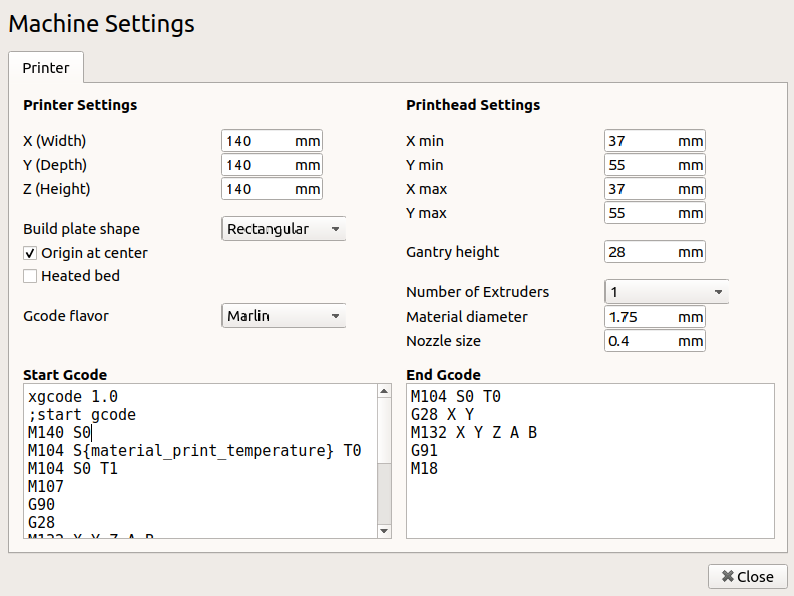 Machine Settings
Printer
Printer Settings
X (Width) 140 mm
Y (Depth) 140 mm
Z (Height) 140 mm
Build plate shape Rectangular
Origin at center
Heated bed
Gcode flavor Marlin
Printhead Settings
X min 37 mm
Y min 55 mm
X max 37 mm
Y max 55 mm
Gantry height 28 mm
Number of Extruders 1
Material diameter 1.75 mm
Nozzle size 0.4 mm
Start Gcode
xgcode 1.0
;start gcode
M140 S0
M104 S{material_print_temperature} T0
M104 S0 T1
M107
G90
G28
M132 X Y Z A B
End Gcode
M104 S0 T0
G28 X Y
M132 X Y Z A B
G91
M18
Close